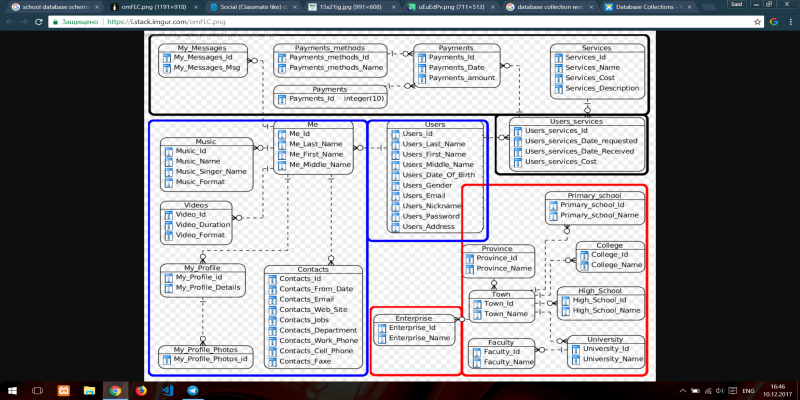 school database schema
omFLC.png (1191×918)
Social (Classmate like) d
15x21ig.jpg (991×608)
uEuEdPv.png (711×512)
database collection web
Database Collections -
Said
Защищено
https://i.stack.imgur.com/omFLC.png
My_Messages
My_Messages_Id
My_Messages_Msg
Payments_methods
Payments_methods_Id
Payments_methods_Name
Payments
Payments_Id
Payments_Date
Payments_amount
Services
Services_Id
Services_Name
Services_Cost
Services_Description
Payments
Payments_Id integer(10)
Me
Me_Id
Me_Last_Name
Me_First_Name
Me_Middle_Name
Users
Users_id
Users_Last_Name
Users_First_Name
Users_Middle_Name
Users_Date_Of_Birth
Users_Gender
Users_Email
Users_Nickname
Users_Password
Users_Address
Users_services
Users_services_Id
Users_services_Date_requested
Users_services_Date_Received
Users_services_Cost
Music
Music_Id
Music_Name
Music_Singer_Name
Music_Format
Videos
Video_Id
Video_Duration
Video_Format
Primary_school
Primary_school_Id
Primary_school_Name
Province
Province_Id
Province_Name
College
College_Id
College_Name
My_Profile
My_Profile_id
My_Profile_Details
Contacts
Contacts_Id
Contacts_From_Date
Contacts_Email
Contacts_Web_Site
Contacts_Jobs
Contacts_Department
Contacts_Work_Phone
Contacts_Cell_Phone
Contacts_Faxe
Town
Town_Id
Town_Name
High_School
High_School_Id
High_School_Name
Enterprise
Enterprise_Id
Enterprise_Name
Faculty
Faculty_Id
Faculty_Name
University
University_Id
University_Name
My_Profile_Photos
My_Profile_Photos_id
ENG
16:46
10.12.2017